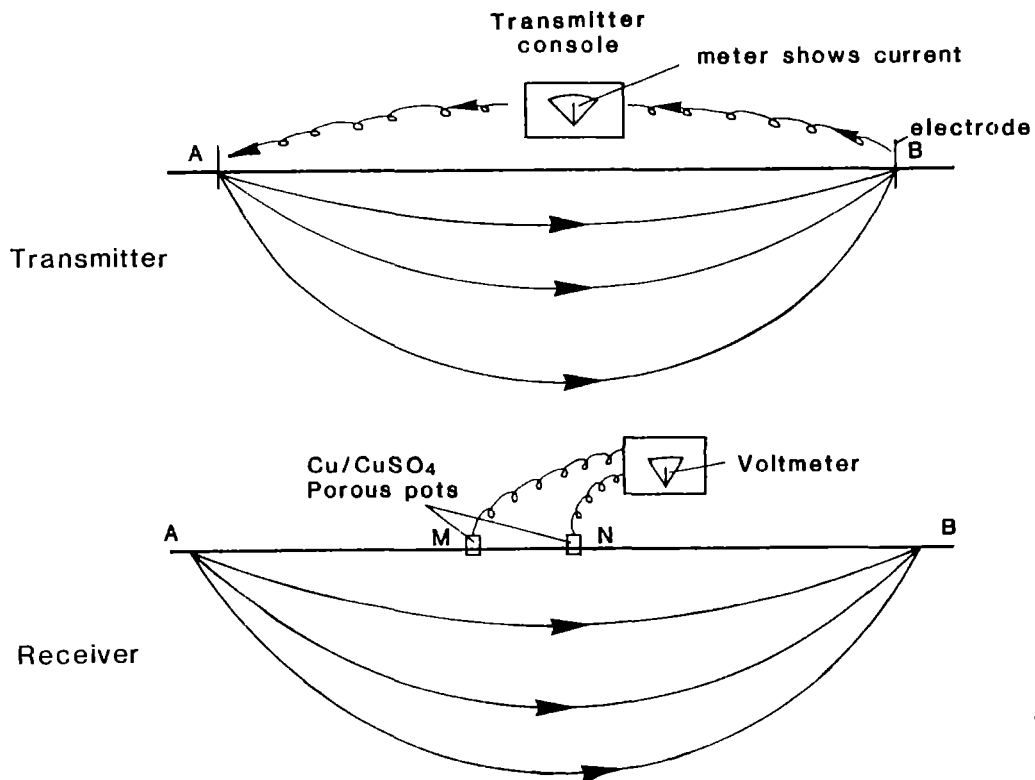 Transmitter
console
meter shows current
electrode
A
B
Transmitter
Cu/CuSO₄
Porous pots
Voltmeter
A
M
N
B
Receiver